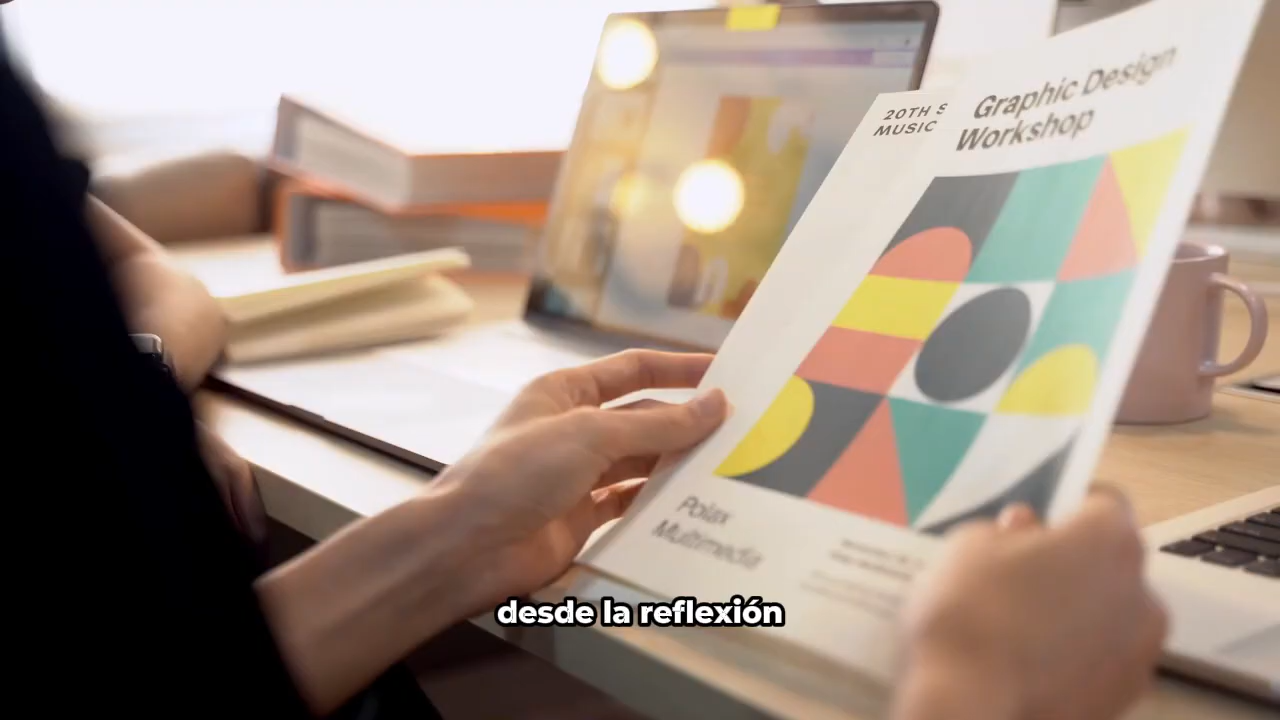 20TH S
MUSIC
Graphic Design
Workshop
Polax
Multimedia
desde la reflexión